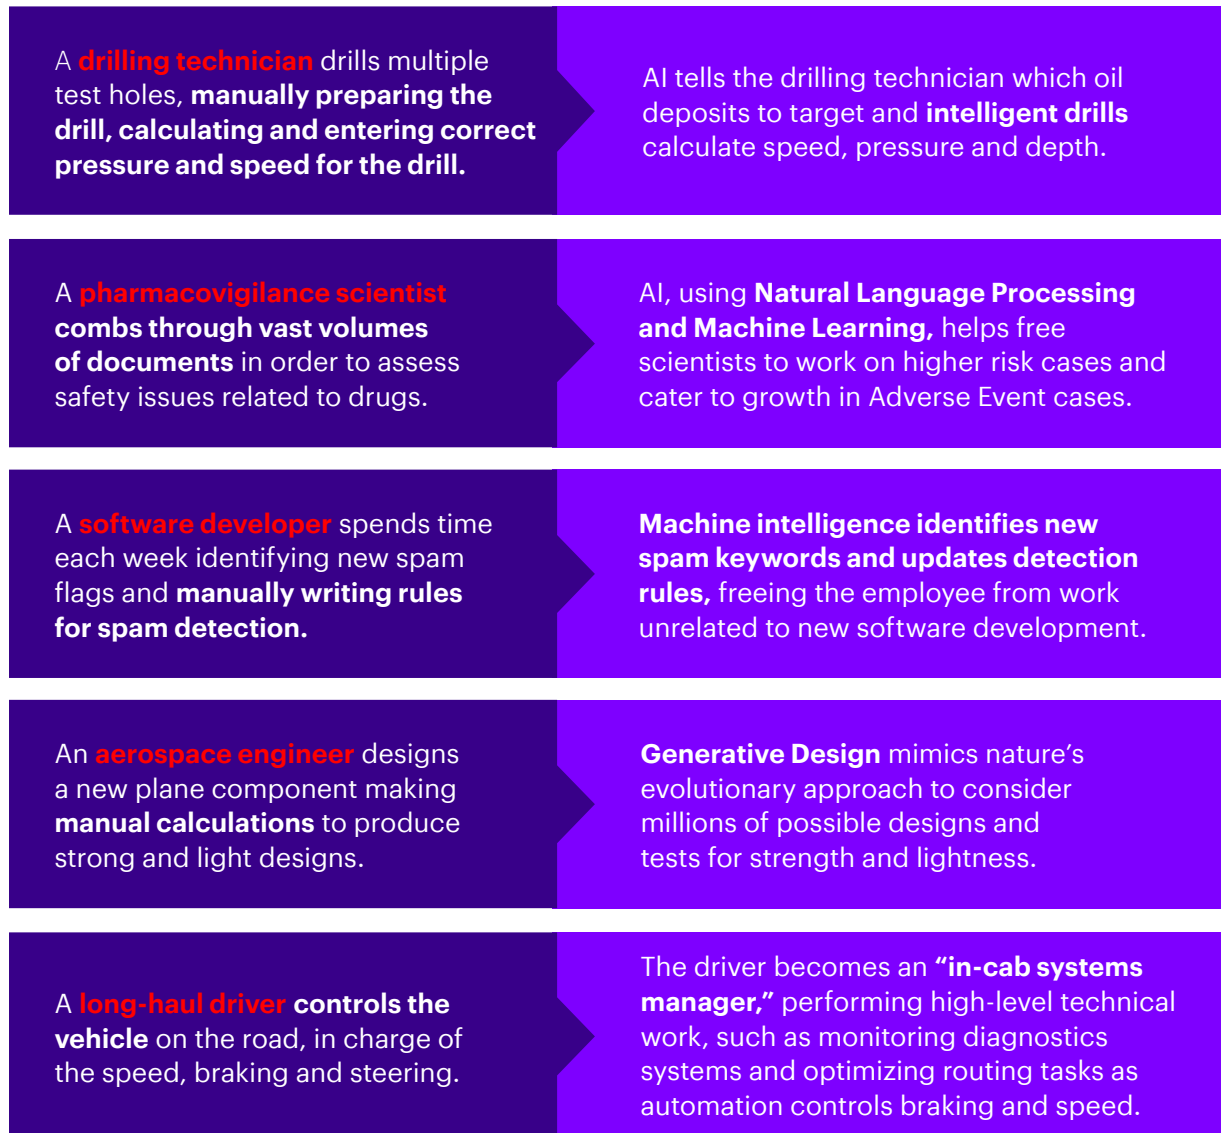 A drilling technician drills multiple
test holes, manually preparing the
drill, calculating and entering correct
pressure and speed for the drill.
AI tells the drilling technician which oil
deposits to target and intelligent drills
calculate speed, pressure and depth.
A pharmacovigilance scientist
combs through vast volumes
of documents in order to assess
safety issues related to drugs.
AI, using Natural Language Processing
and Machine Learning, helps free
scientists to work on higher risk cases and
cater to growth in Adverse Event cases.
A software developer spends time
each week identifying new spam
flags and manually writing rules
for spam detection.
Machine intelligence identifies new
spam keywords and updates detection
rules, freeing the employee from work
unrelated to new software development.
An aerospace engineer designs
a new plane component making
manual calculations to produce
strong and light designs.
Generative Design mimics nature’s
evolutionary approach to consider
millions of possible designs and
tests for strength and lightness.
A long-haul driver controls the
vehicle on the road, in charge of
the speed, braking and steering.
The driver becomes an “in-cab systems
manager,” performing high-level technical
work, such as monitoring diagnostics
systems and optimizing routing tasks as
automation controls braking and speed.